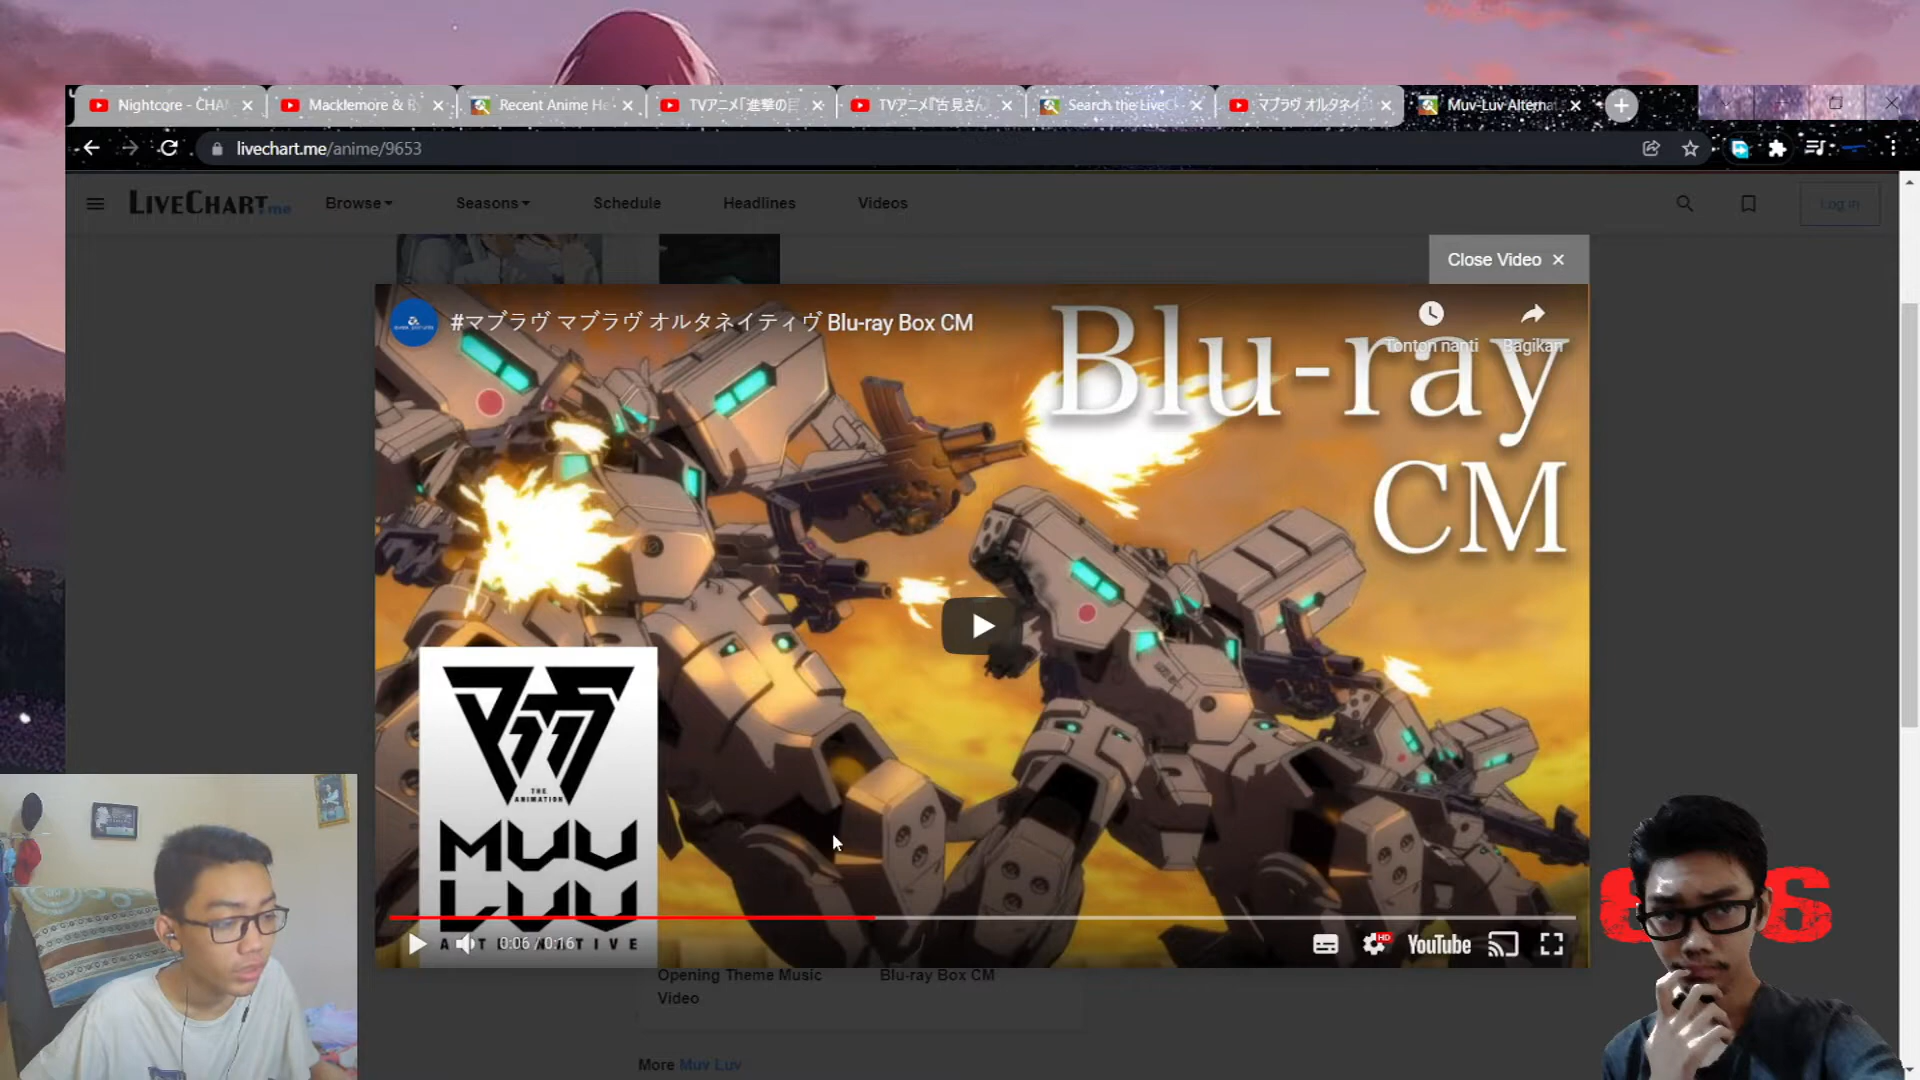 Nightcore - CHA
Macklemore & R
Recent Anime He
TVアニメ「進撃の巨
TVアニメ『古見さん
Search the LiveC
マブラヴ オルタネイ
Muv-Luv Alterna
livechart.me/anime/9653
LIVECHART.me
Browse
Seasons
Schedule
Headlines
Videos
Log in
Close Video ×
#マブラヴ マブラヴ オルタネイティヴ Blu-ray Box CM
Tonton nanti
Bagikan
Blu-ray
CM
THE
ANIMATION
MUV
LUV
ALTERNATIVE
0:06 / 0:16
HD
YouTube
Opening Theme Music
Video
Blu-ray Box CM
More Muv Luv